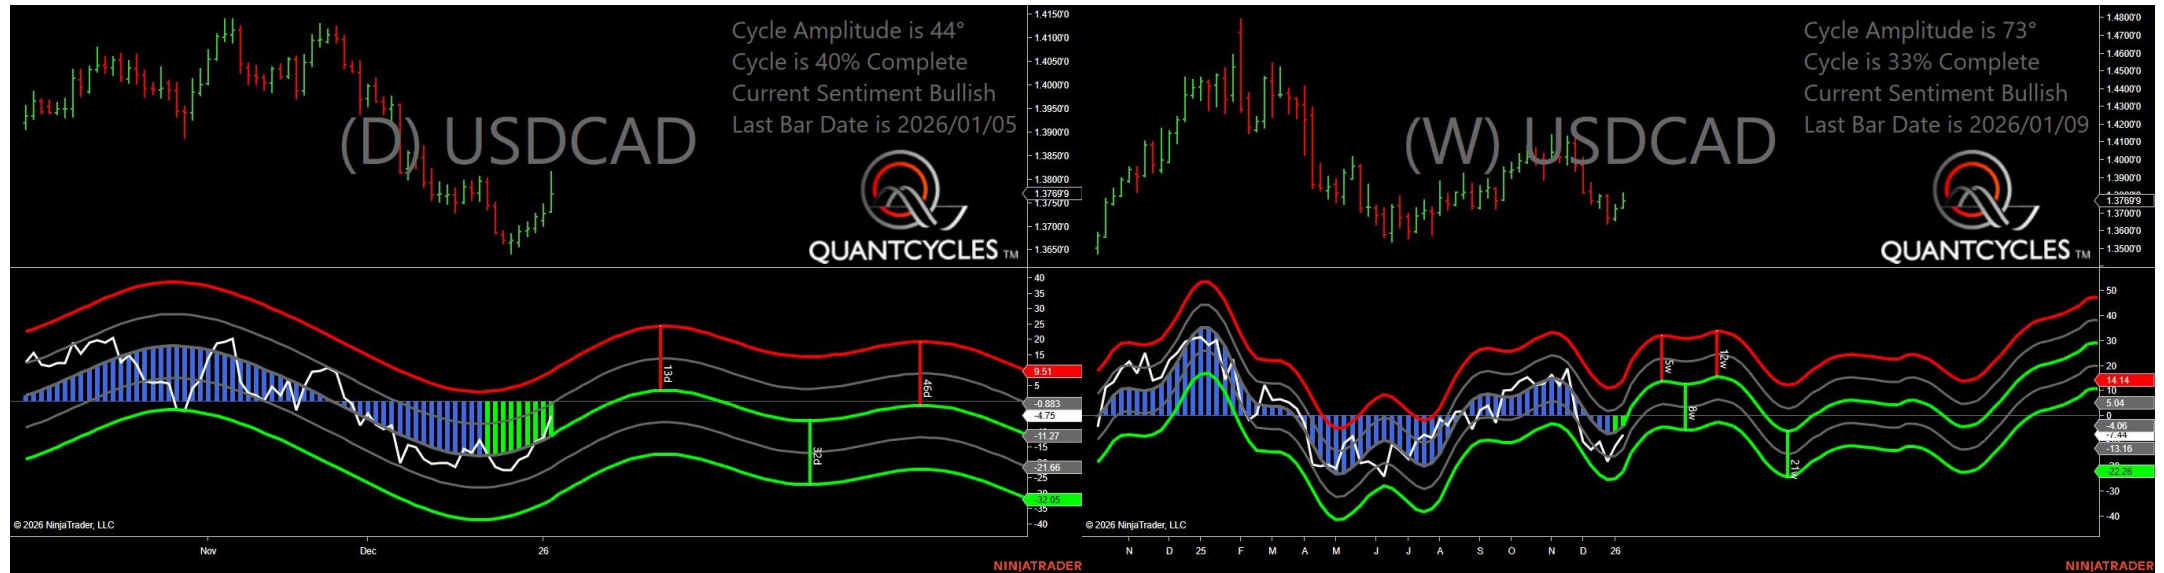 Cycle Amplitude is 44°
Cycle is 40% Complete
Current Sentiment Bullish
Last Bar Date is 2026/01/05
(D) USDCAD
QUANTCYCLES TM
1.4150'0
1.4100'0
1.4050'0
1.4000'0
1.3950'0
1.3900'0
1.3850'0
1.3800'0
1.3769'9
1.3750'0
1.3700'0
1.3650'0
40
35
30
25
20
15
9.51
5
-0.883
-4.75
-11.27
-15
-21.66
-25
-32.05
-35
-40
13d
32d
46d
© 2026 NinjaTrader, LLC
Nov
Dec
26
NINJATRADER
Cycle Amplitude is 73°
Cycle is 33% Complete
Current Sentiment Bullish
Last Bar Date is 2026/01/09
(W) USDCAD
QUANTCYCLES TM
1.4800'0
1.4700'0
1.4600'0
1.4500'0
1.4400'0
1.4300'0
1.4200'0
1.4100'0
1.4000'0
1.3900'0
1.3769'9
1.3700'0
1.3600'0
1.3500'0
50
40
30
20
14.14
10
5.04
0
-4.06
-7.44
-13.16
-22.26
-30
-40
5w
8w
12w
21w
© 2026 NinjaTrader, LLC
N D 25 F M A M J J A S O N D 26
NINJATRADER